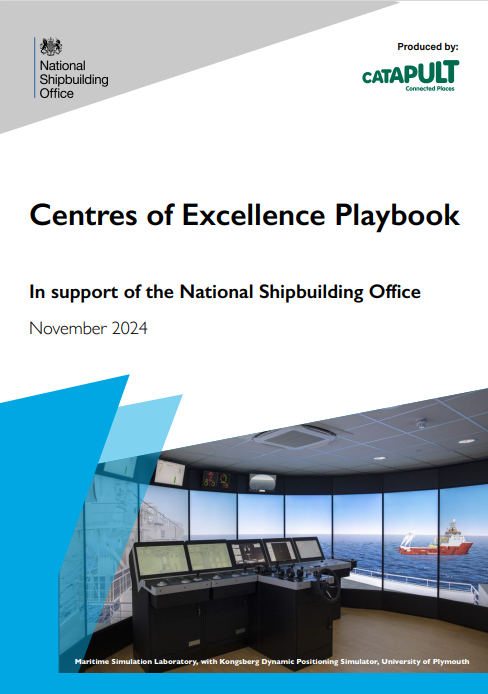 National
Shipbuilding
Office
Produced by:
CATAPULT
Connected Places
Centres of Excellence Playbook
In support of the National Shipbuilding Office
November 2024
Maritime Simulation Laboratory, with Kongsberg Dynamic Positioning Simulator, University of Plymouth